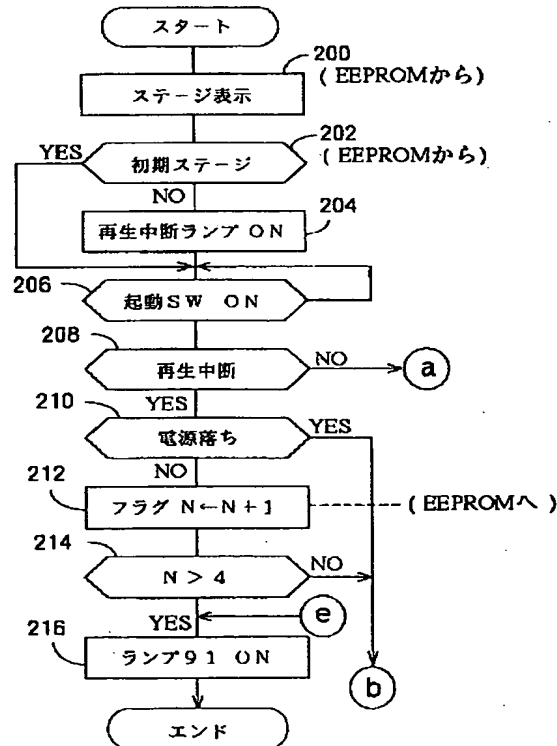 スタート
200
(EEPROMから)
ステージ表示
202
YES
初期ステージ
(EEPROMから)
NO
204
再生中断ランプ ON
206
起動SW ON
208
再生中断
NO
a
YES
210
電源落ち
YES
NO
212
フラグ N←N+1
(EEPROMへ)
214
N>4
NO
e
YES
216
ランプ91 ON
b
エンド